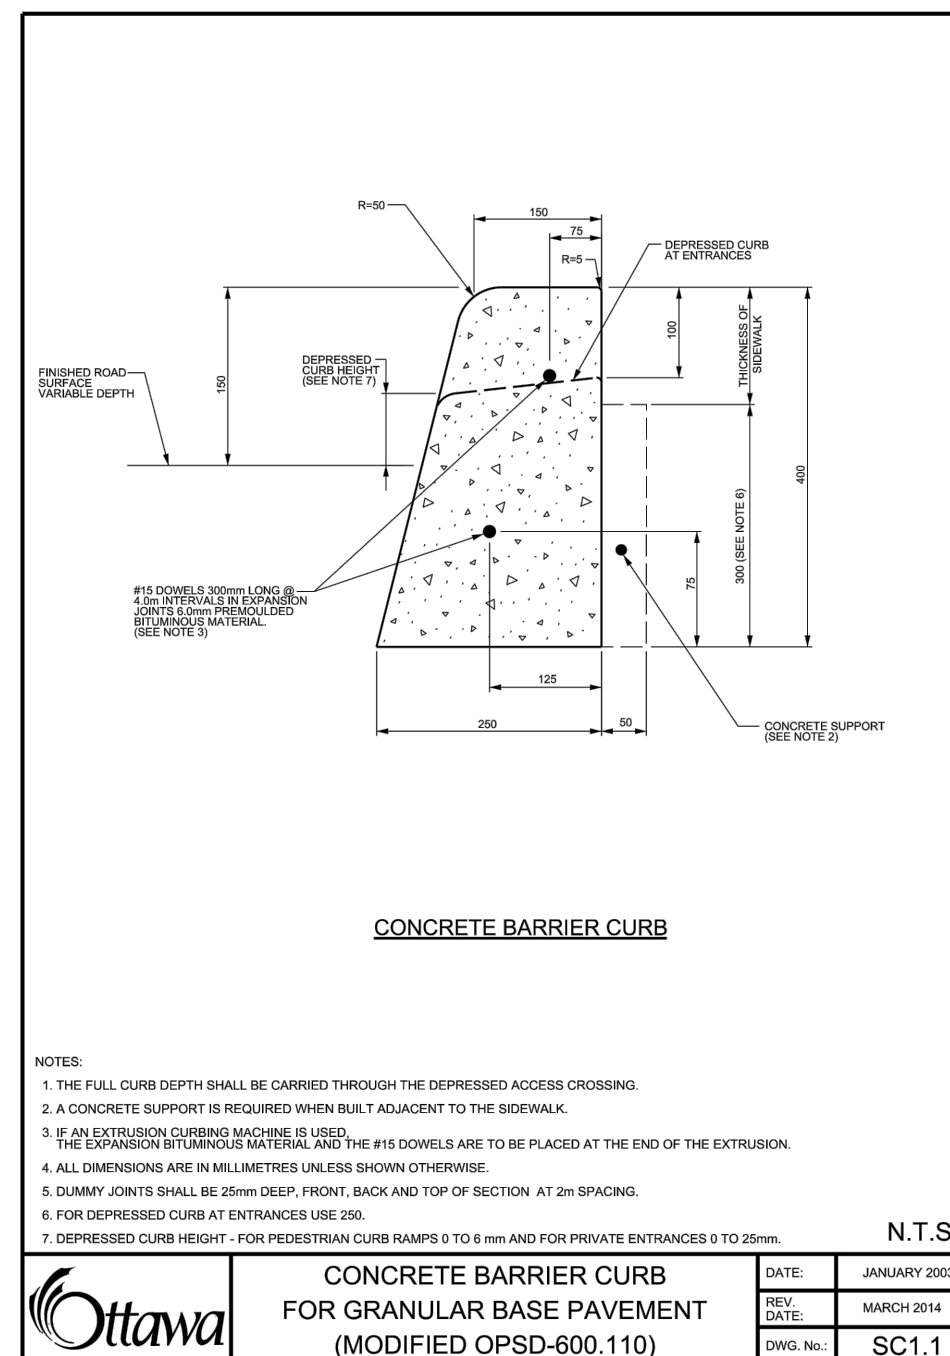 R=50
150
75
DEPRESSED CURB
AT ENTRANCES
R=5
THICKNESS OF
SIDEWALK
100
DEPRESSED
CURB HEIGHT
(SEE NOTE 7)
150
FINISHED ROAD
SURFACE
VARIABLE DEPTH
400
300 (SEE NOTE 6)
75
#15 DOWELS 300mm LONG @
4.0m INTERVALS IN EXPANSION
JOINTS 6.0mm PREMOULDED
BITUMINOUS MATERIAL.
(SEE NOTE 3)
125
250
50
CONCRETE SUPPORT
(SEE NOTE 2)
CONCRETE BARRIER CURB
NOTES:
1. THE FULL CURB DEPTH SHALL BE CARRIED THROUGH THE DEPRESSED ACCESS CROSSING.
2. A CONCRETE SUPPORT IS REQUIRED WHEN BUILT ADJACENT TO THE SIDEWALK.
3. IF AN EXTRUSION CURBING MACHINE IS USED,
THE EXPANSION BITUMINOUS MATERIAL AND THE #15 DOWELS ARE TO BE PLACED AT THE END OF THE EXTRUSION.
4. ALL DIMENSIONS ARE IN MILLIMETRES UNLESS SHOWN OTHERWISE.
5. DUMMY JOINTS SHALL BE 25mm DEEP, FRONT, BACK AND TOP OF SECTION AT 2m SPACING.
6. FOR DEPRESSED CURB AT ENTRANCES USE 250.
7. DEPRESSED CURB HEIGHT - FOR PEDESTRIAN CURB RAMPS 0 TO 6 mm AND FOR PRIVATE ENTRANCES 0 TO 25mm.
N.T.S
Ottawa
CONCRETE BARRIER CURB
FOR GRANULAR BASE PAVEMENT
(MODIFIED OPSD-600.110)
DATE: JANUARY 2003
REV.
DATE: MARCH 2014
DWG. No.: SC1.1